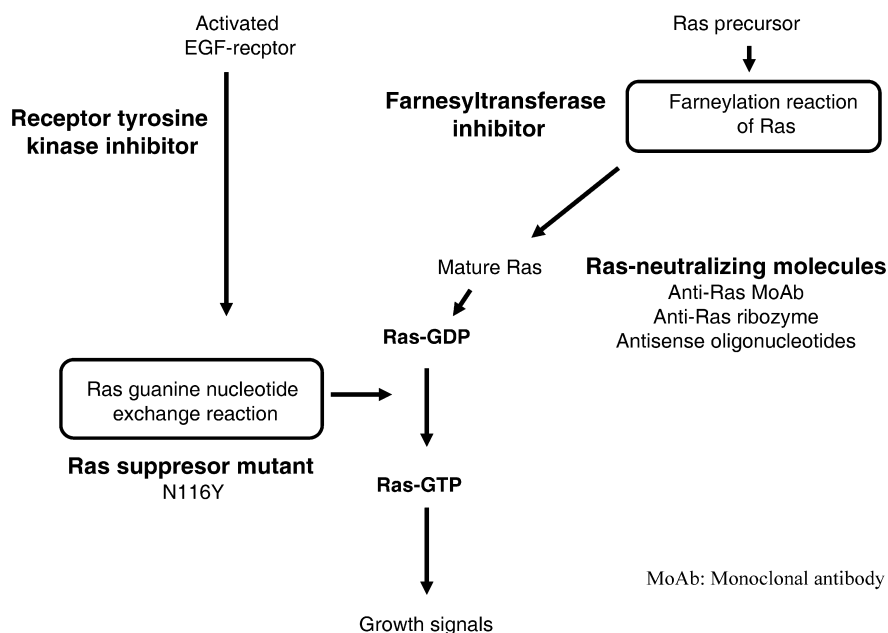 Activated
EGF-recptor
Ras precursor
Receptor tyrosine
kinase inhibitor
Farnesyltransferase
inhibitor
Farneylation reaction
of Ras
Mature Ras
Ras-neutralizing molecules
Anti-Ras MoAb
Anti-Ras ribozyme
Antisense oligonucleotides
Ras-GDP
Ras guanine nucleotide
exchange reaction
Ras suppresor mutant
N116Y
Ras-GTP
MoAb: Monoclonal antibody
Growth signals